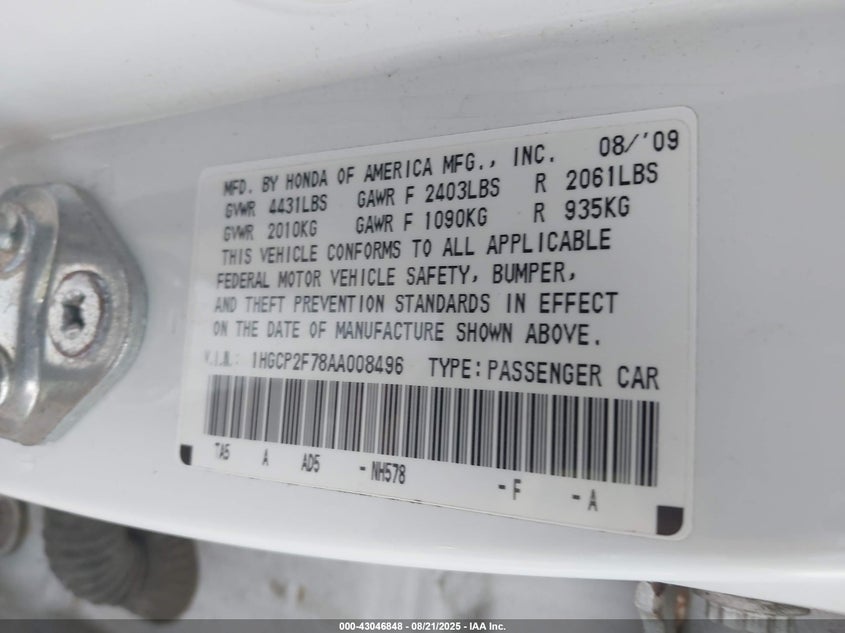 MFD. BY HONDA OF AMERICA MFG., INC. 08/'09
GVWR 4431LBS GAWR F 2403LBS R 2061LBS
GVWR 2010KG GAWR F 1090KG R 935KG
THIS VEHICLE CONFORMS TO ALL APPLICABLE
FEDERAL MOTOR VEHICLE SAFETY, BUMPER,
AND THEFT PREVENTION STANDARDS IN EFFECT
ON THE DATE OF MANUFACTURE SHOWN ABOVE.
V.I.N.: 1HGCP2F78AA008496 TYPE:PASSENGER CAR
TA5 A AD5 -NH578 -F -A
000-43046848 - 08/21/2025 - IAA Inc.